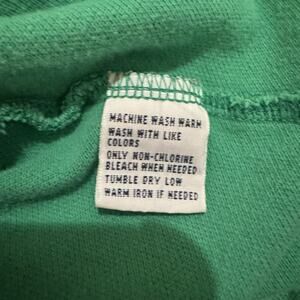 MACHINE WASH WARM
WASH WITH LIKE
COLORS
ONLY NON-CHLORINE
BLEACH WHEN NEEDED
TUMBLE DRY LOW
WARM IRON IF NEEDED